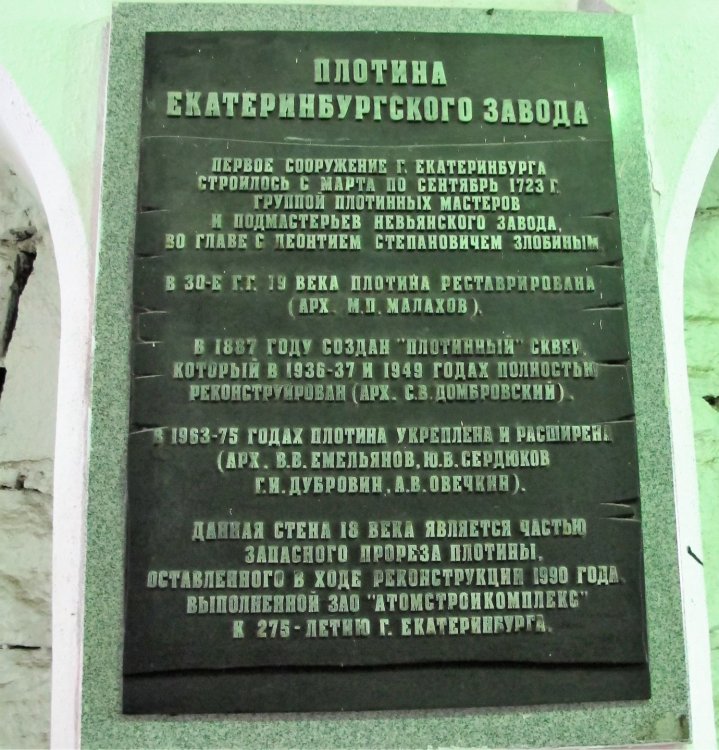 ПЛОТИНА
ЕКАТЕРИНБУРГСКОГО ЗАВОДА
ПЕРВОЕ СООРУЖЕНИЕ Г. ЕКАТЕРИНБУРГА
СТРОИЛОСЬ С МАРТА ПО СЕНТЯБРЬ 1723 Г.
ГРУППОЙ ПЛОТИННЫХ МАСТЕРОВ
И ПОДМАСТЕРЬЕВ НЕВЬЯНСКОГО ЗАВОДА,
ВО ГЛАВЕ С ЛЕОНТИЕМ СТЕПАНОВИЧЕМ ЗЛОБИНЫМ.
В 30-Е Г.Г. 19 ВЕКА ПЛОТИНА РЕСТАВРИРОВАНА
(АРХ. М.П. МАЛАХОВ).
В 1887 ГОДУ СОЗДАН "ПЛОТИННЫЙ" СКВЕР,
КОТОРЫЙ В 1936-37 И 1949 ГОДАХ ПОЛНОСТЬЮ
РЕКОНСТРУИРОВАН (АРХ. С.В. ДОМБРОВСКИЙ).
В 1963-75 ГОДАХ ПЛОТИНА УКРЕПЛЕНА И РАСШИРЕНА
(АРХ. В.В. ЕМЕЛЬЯНОВ, Ю.В. СЕРДЮКОВ
Г.И. ДУБРОВИН, А.В. ОВЕЧКИН).
ДАННАЯ СТЕНА 18 ВЕКА ЯВЛЯЕТСЯ ЧАСТЬЮ
ЗАПАСНОГО ПРОРЕЗА ПЛОТИНЫ,
ОСТАВЛЕННОГО В ХОДЕ РЕКОНСТРУКЦИИ 1990 ГОДА,
ВЫПОЛНЕННОЙ ЗАО "АТОМСТРОЙКОМПЛЕКС"
К 275-ЛЕТИЮ Г. ЕКАТЕРИНБУРГА.